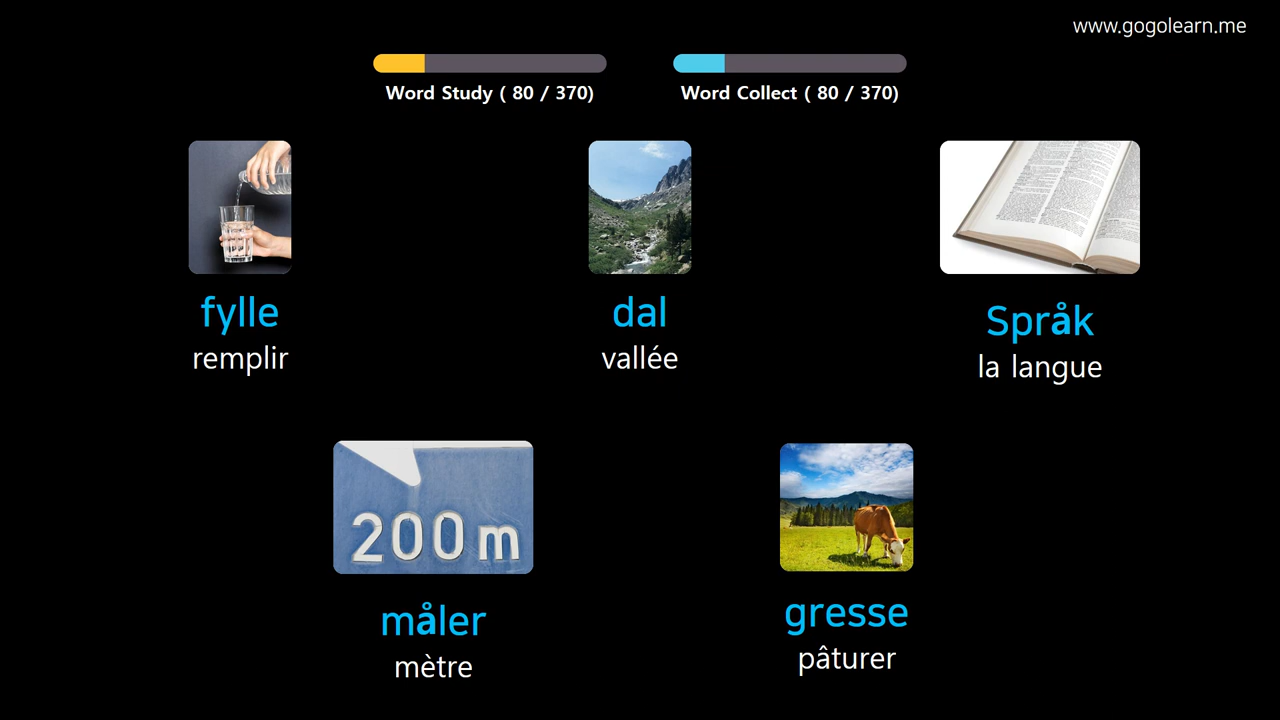 www.gogolearn.me
Word Study ( 80 / 370)
Word Collect ( 80 / 370)
fylle
remplir
dal
vallée
Språk
la langue
200 m
måler
mètre
gresse
pâturer